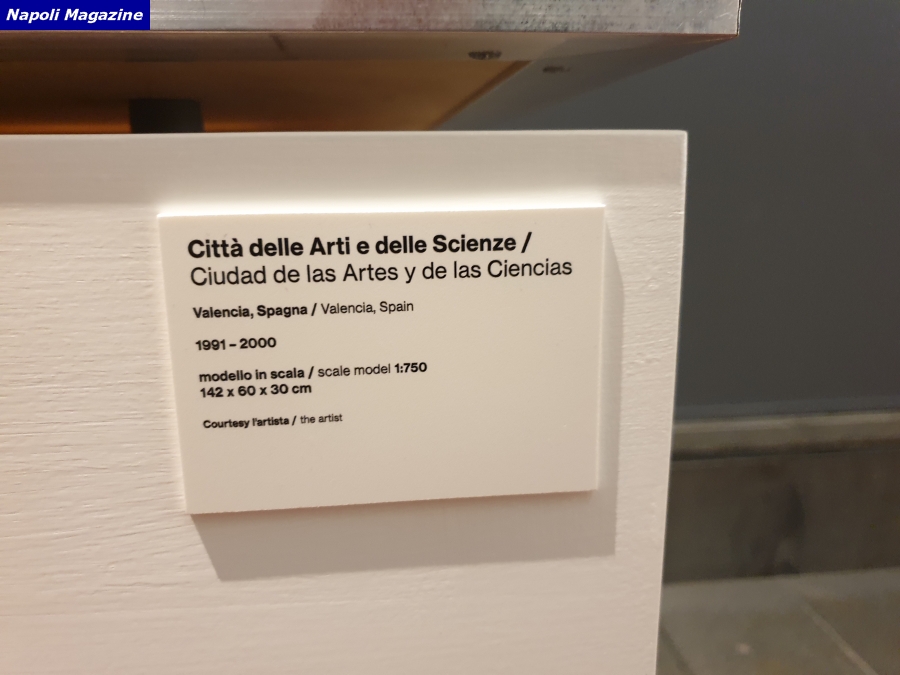 Napoli Magazine
Città delle Arti e delle Scienze /
Ciudad de las Artes y de las Ciencias
Valencia, Spagna / Valencia, Spain
1991 – 2000
modello in scala / scale model 1:750
142 x 60 x 30 cm
Courtesy l'artista / the artist